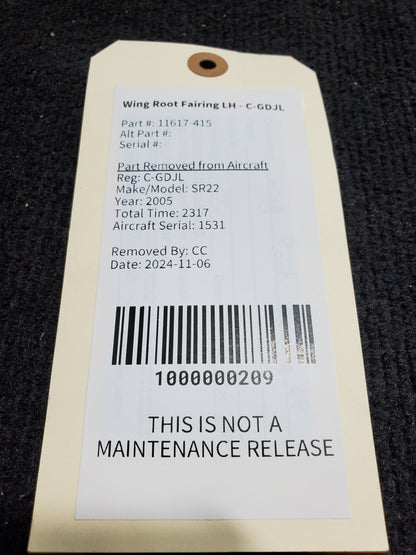 Wing Root Fairing LH - C-GDJL
Part #: 11617-415
Alt Part #:
Serial #:
Part Removed from Aircraft
Reg: C-GDJL
Make/Model: SR22
Year: 2005
Total Time: 2317
Aircraft Serial: 1531
Removed By: CC
Date: 2024-11-06
1000000209
THIS IS NOT A
MAINTENANCE RELEASE